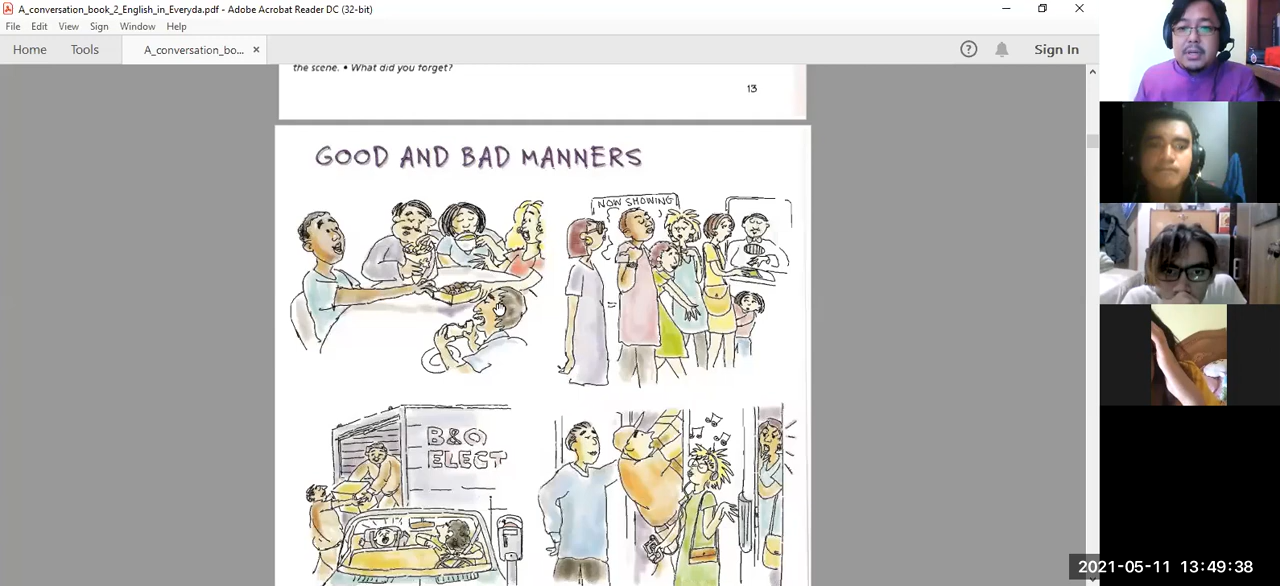 A_conversation_book_2_English_in_Everyda.pdf - Adobe Acrobat Reader DC (32-bit)
File Edit View Sign Window Help
Home Tools A_conversation_bo... × Sign In
the scene. • What did you forget?
13
GOOD AND BAD MANNERS
NOW SHOWING
B&O
ELECT
2021-05-11 13:49:38